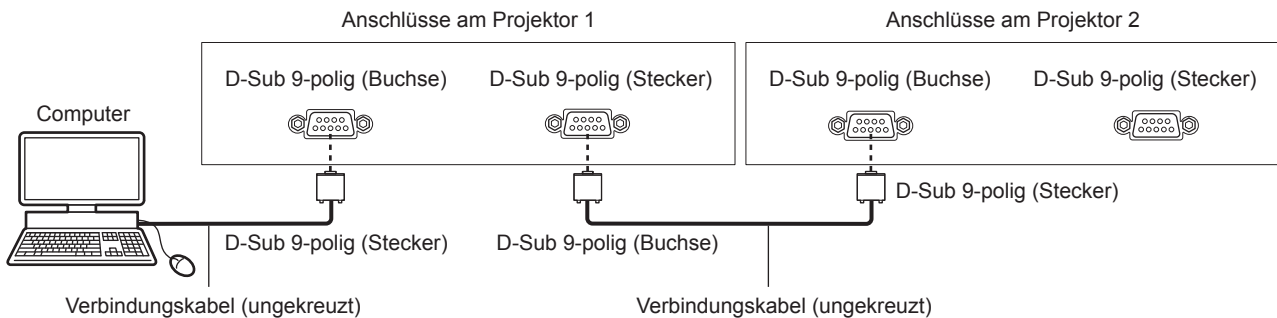 Anschlüsse am Projektor 1
Anschlüsse am Projektor 2
D-Sub 9-polig (Buchse)
D-Sub 9-polig (Stecker)
D-Sub 9-polig (Buchse)
D-Sub 9-polig (Stecker)
Computer
D-Sub 9-polig (Stecker)
D-Sub 9-polig (Stecker)
D-Sub 9-polig (Buchse)
Verbindungskabel (ungekreuzt)
Verbindungskabel (ungekreuzt)